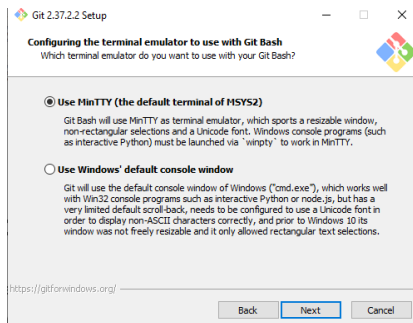 Git 2.37.2.2 Setup
Configuring the terminal emulator to use with Git Bash
Which terminal emulator do you want to use with your Git Bash?
Use MinTTY (the default terminal of MSYS2)
Git Bash will use MinTTY as terminal emulator, which sports a resizable window,
non-rectangular selections and a Unicode font. Windows console programs (such
as interactive Python) must be launched via `winpty` to work in MinTTY.
Use Windows' default console window
Git will use the default console window of Windows ("cmd.exe"), which works well
with Win32 console programs such as interactive Python or node.js, but has a
very limited default scroll-back, needs to be configured to use a Unicode font in
order to display non-ASCII characters correctly, and prior to Windows 10 its
window was not freely resizable and it only allowed rectangular text selections.
https://gitforwindows.org/
Back Next Cancel